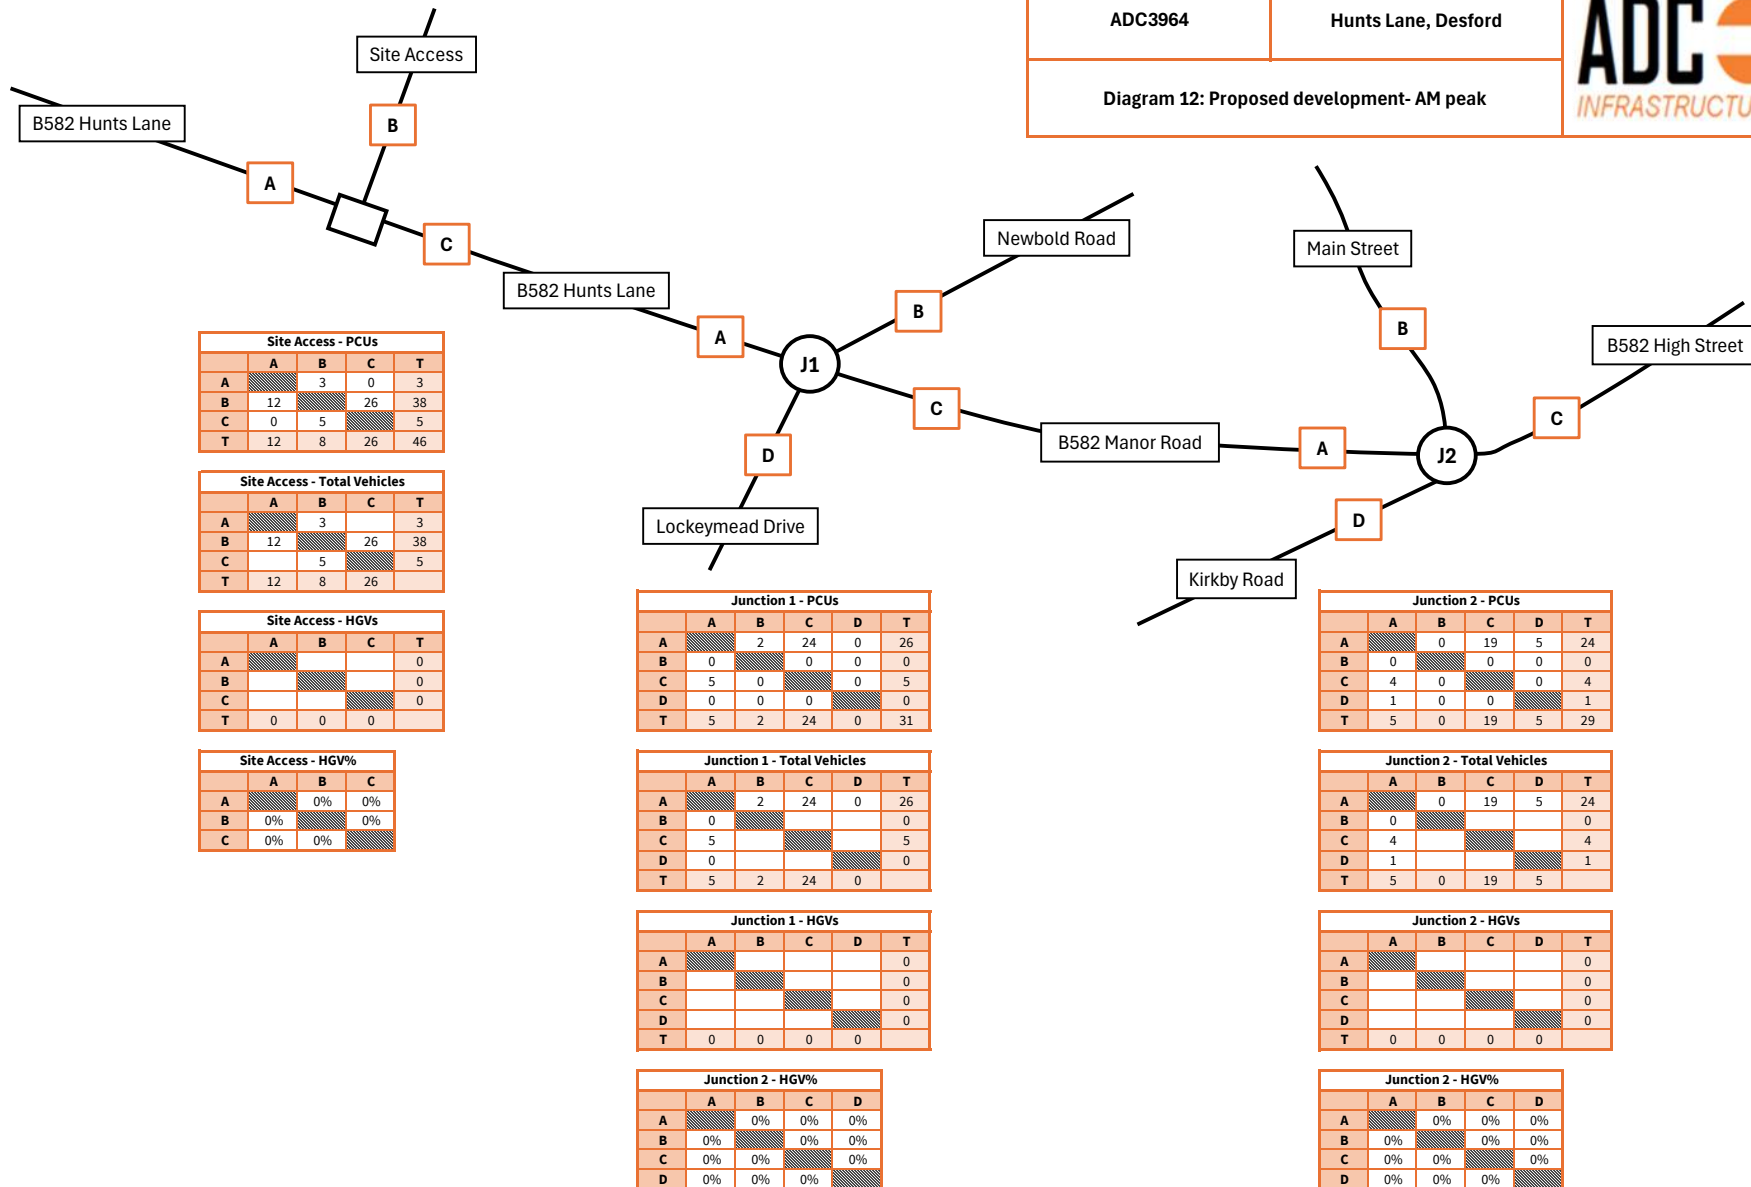 ADC3964
Hunts Lane, Desford
Diagram 12: Proposed development- AM peak
ADC
INFRASTRUCTU
Site Access
B582 Hunts Lane
B
A
C
B582 Hunts Lane
Newbold Road
Main Street
B
A
J1
B
B582 High Street
C
C
D
B582 Manor Road
A
J2
Lockeymead Drive
D
Kirkby Road
Site Access - PCUs
A B C T
A 3 0 3
B 12 26 38
C 0 5 5
T 12 8 26 46
Site Access - Total Vehicles
A B C T
A 3 3
B 12 26 38
C 5 5
T 12 8 26
Site Access - HGVs
A B C T
A 0
B 0
C 0
T 0 0 0
Site Access - HGV%
A B C
A 0% 0%
B 0% 0%
C 0% 0%
Junction 1 - PCUs
A B C D T
A 2 24 0 26
B 0 0 0 0
C 5 0 0 5
D 0 0 0 0
T 5 2 24 0 31
Junction 1 - Total Vehicles
A B C D T
A 2 24 0 26
B 0 0
C 5 5
D 0 0
T 5 2 24 0
Junction 1 - HGVs
A B C D T
A 0
B 0
C 0
D 0
T 0 0 0 0
Junction 2 - HGV%
A B C D
A 0% 0% 0%
B 0% 0% 0%
C 0% 0% 0%
D 0% 0% 0%
Junction 2 - PCUs
A B C D T
A 0 19 5 24
B 0 0 0 0
C 4 0 0 4
D 1 0 0 1
T 5 0 19 5 29
Junction 2 - Total Vehicles
A B C D T
A 0 19 5 24
B 0 0
C 4 4
D 1 1
T 5 0 19 5
Junction 2 - HGVs
A B C D T
A 0
B 0
C 0
D 0
T 0 0 0 0
Junction 2 - HGV%
A B C D
A 0% 0% 0%
B 0% 0% 0%
C 0% 0% 0%
D 0% 0% 0%